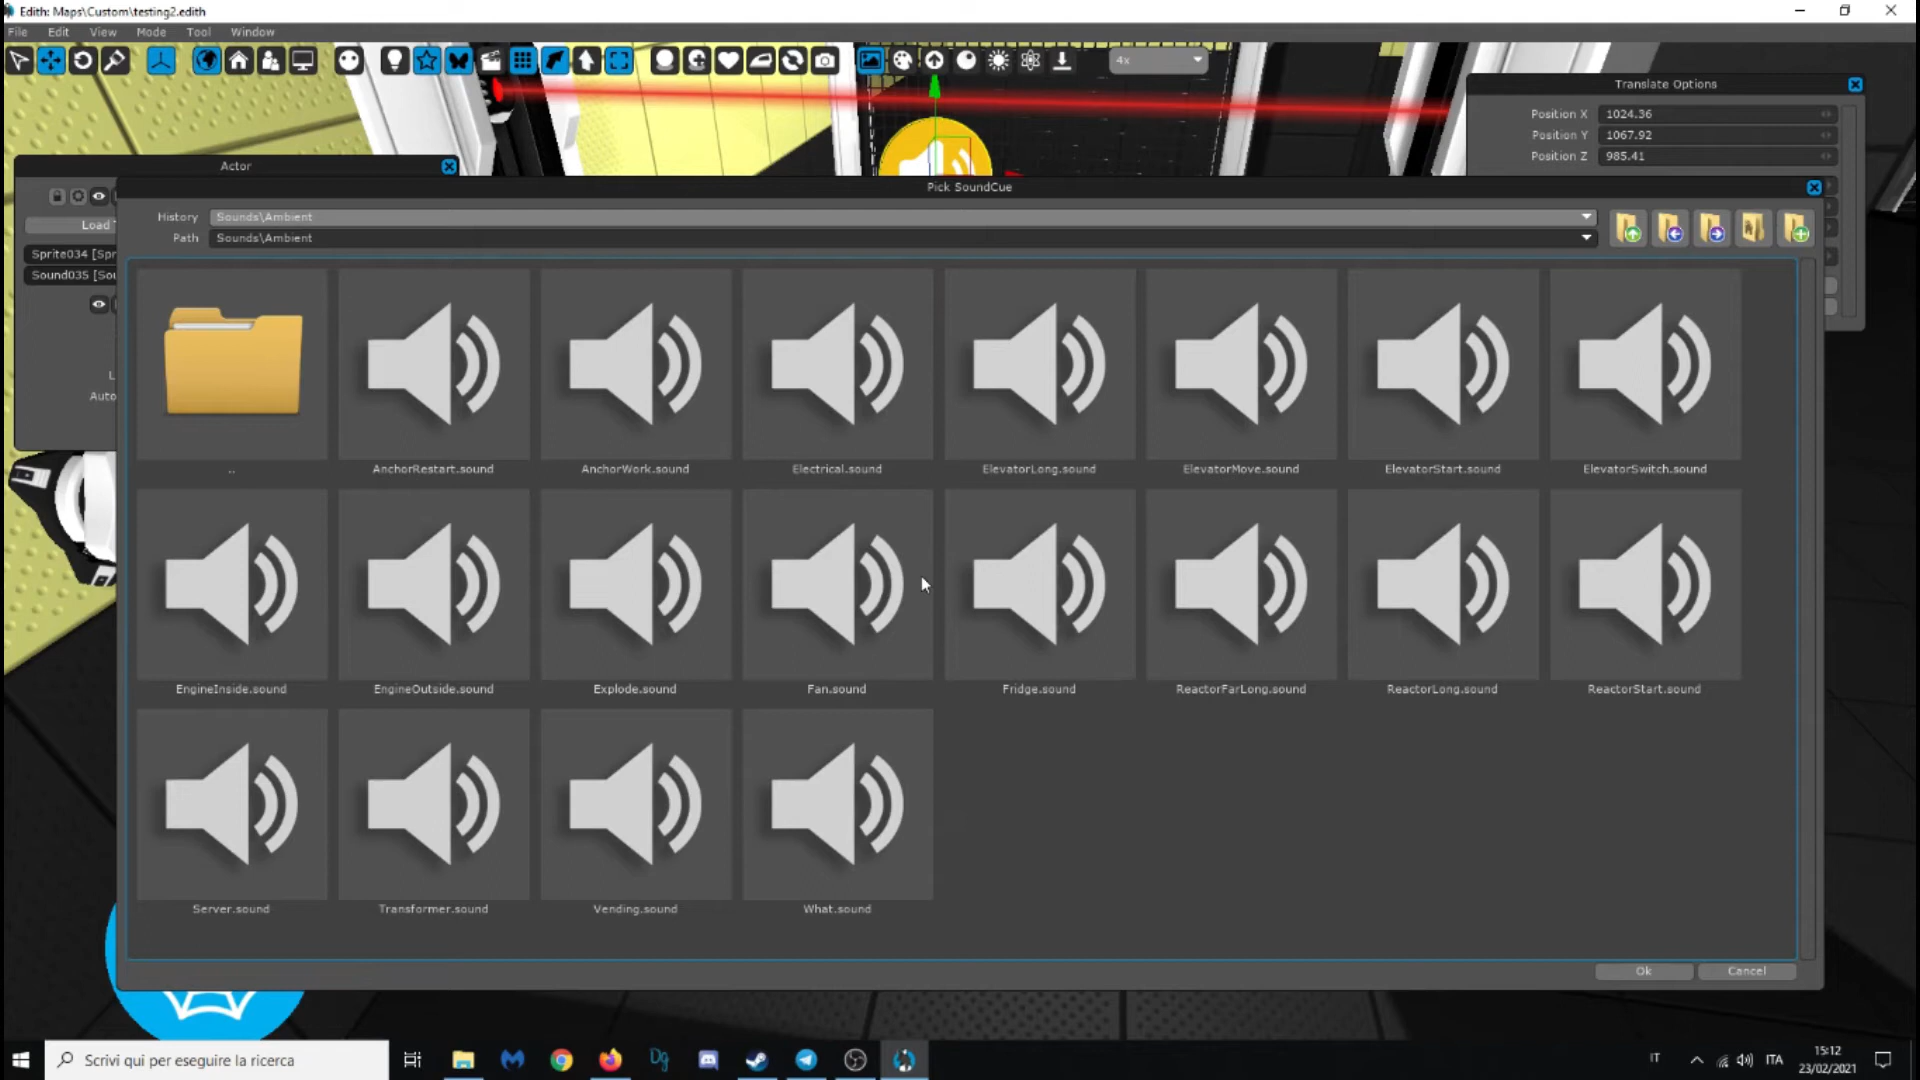 Edith: Maps\Custom\testing2.edith
File Edit View Mode Tool Window
4x
Translate Options
Position X 1024.36
Position Y 1067.92
Position Z 985.41
Actor
Pick SoundCue
Load
History Sounds\Ambient
Path Sounds\Ambient
Sprite034 [Spr
Sound035 [Sou
L
Auto
..
AnchorRestart.sound
AnchorWork.sound
Electrical.sound
ElevatorLong.sound
ElevatorMove.sound
ElevatorStart.sound
ElevatorSwitch.sound
EngineInside.sound
EngineOutside.sound
Explode.sound
Fan.sound
Fridge.sound
ReactorFarLong.sound
ReactorLong.sound
ReactorStart.sound
Server.sound
Transformer.sound
Vending.sound
What.sound
Ok
Cancel
Scrivi qui per eseguire la ricerca
Dg
IT
ITA
15:12
23/02/2021